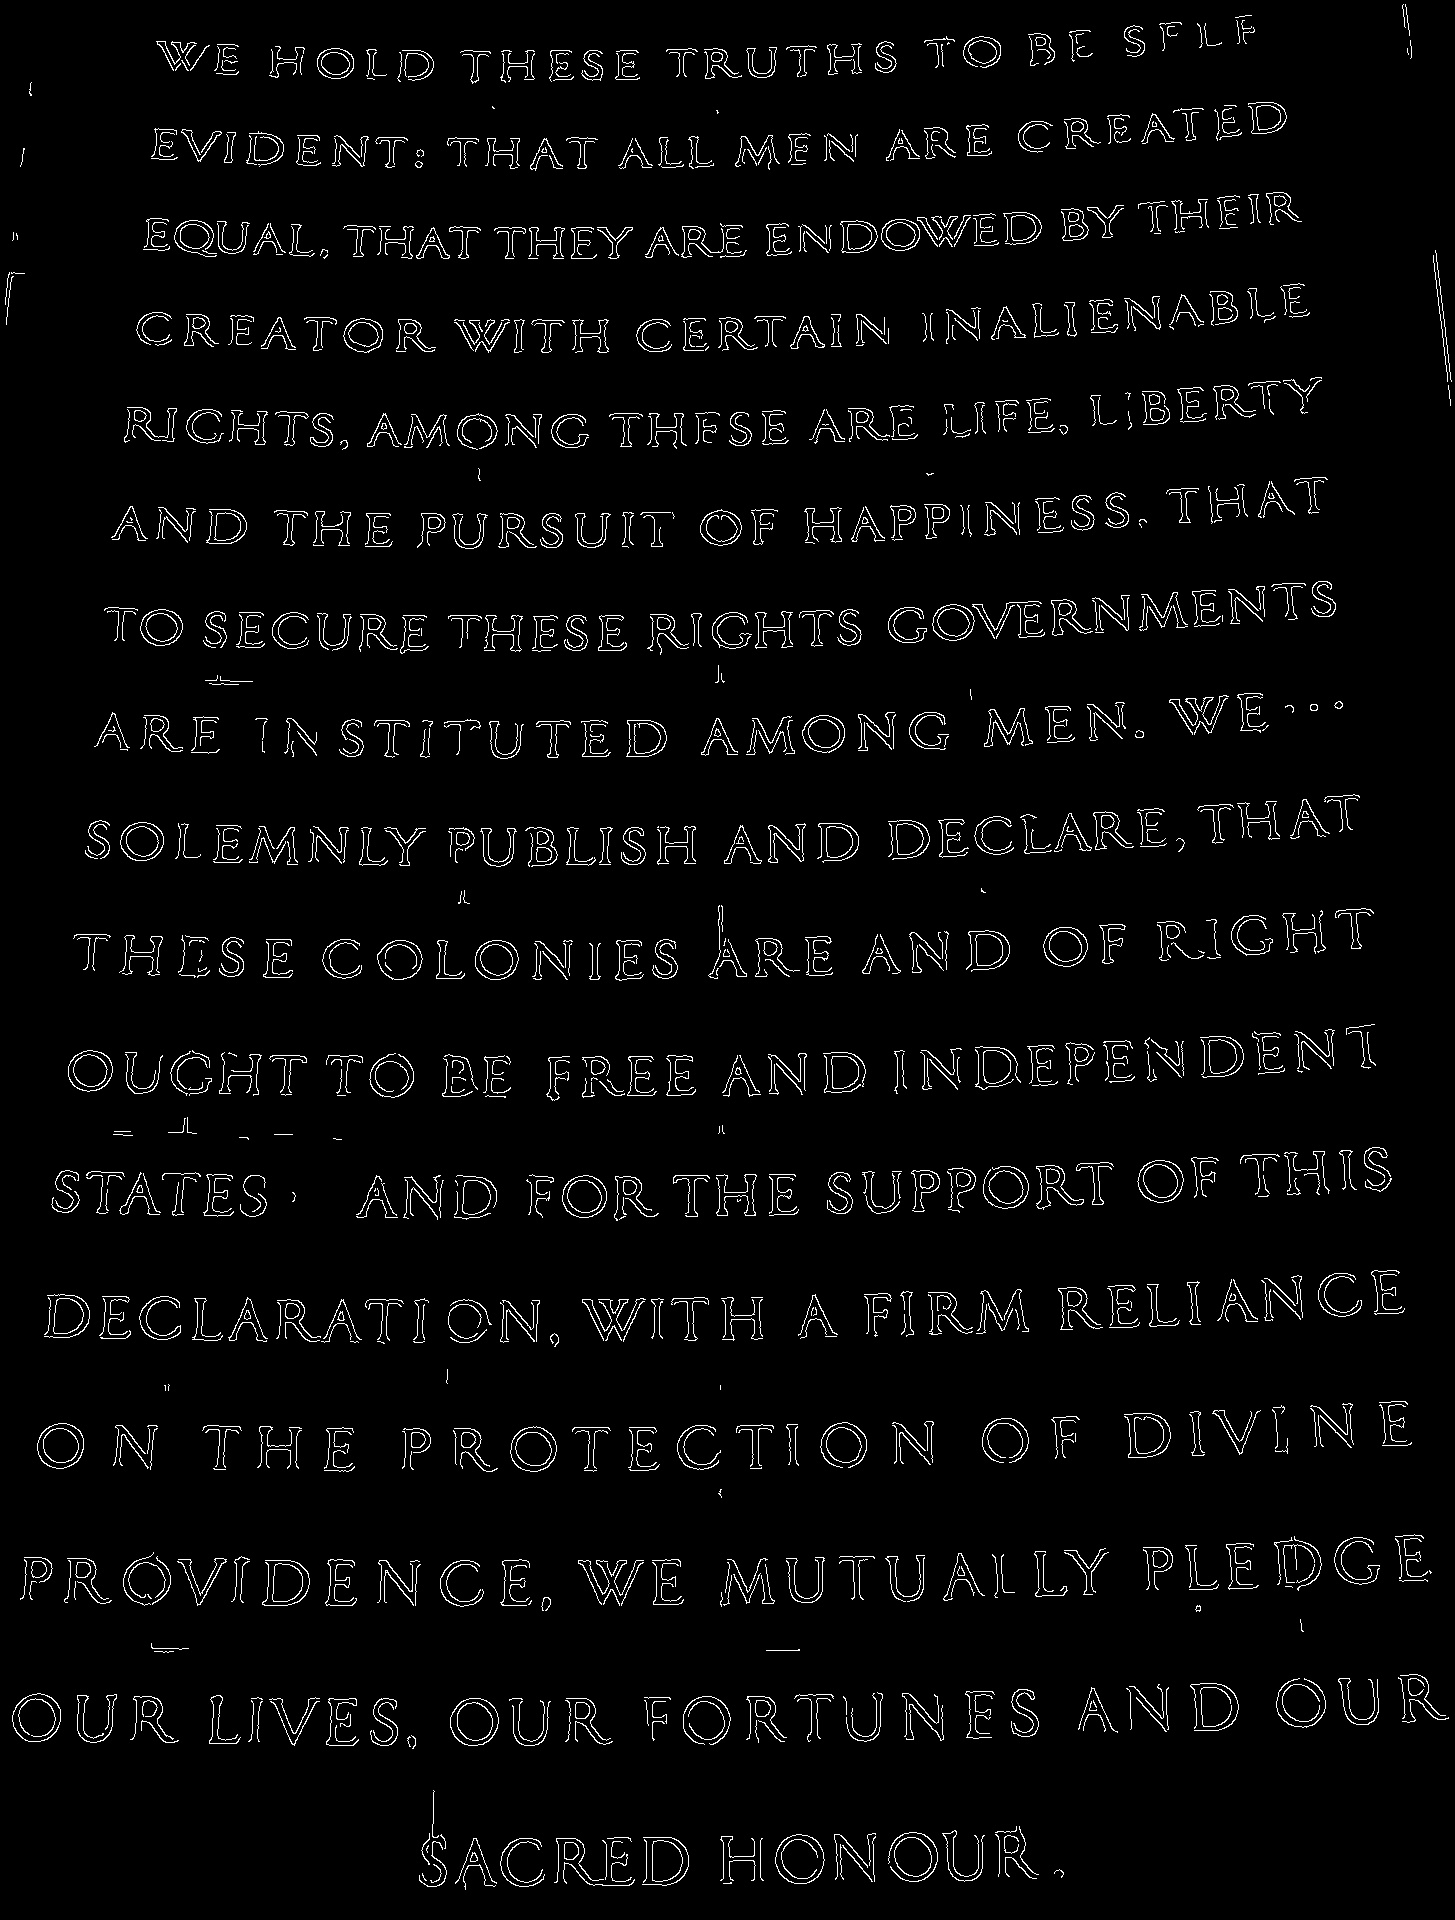 WE HOLD THESE TRUTHS TO BE SELF
EVIDENT: THAT ALL MEN ARE CREATED
EQUAL, THAT THEY ARE ENDOWED BY THEIR
CREATOR WITH CERTAIN INALIENABLE
RIGHTS, AMONG THESE ARE LIFE, LIBERTY
AND THE PURSUIT OF HAPPINESS, THAT
TO SECURE THESE RIGHTS GOVERNMENTS
ARE INSTITUTED AMONG MEN. WE...
SOLEMNLY PUBLISH AND DECLARE, THAT
THESE COLONIES ARE AND OF RIGHT
OUGHT TO BE FREE AND INDEPENDENT
STATES, AND FOR THE SUPPORT OF THIS
DECLARATION, WITH A FIRM RELIANCE
ON THE PROTECTION OF DIVINE
PROVIDENCE, WE MUTUALLY PLEDGE
OUR LIVES, OUR FORTUNES AND OUR
SACRED HONOUR.